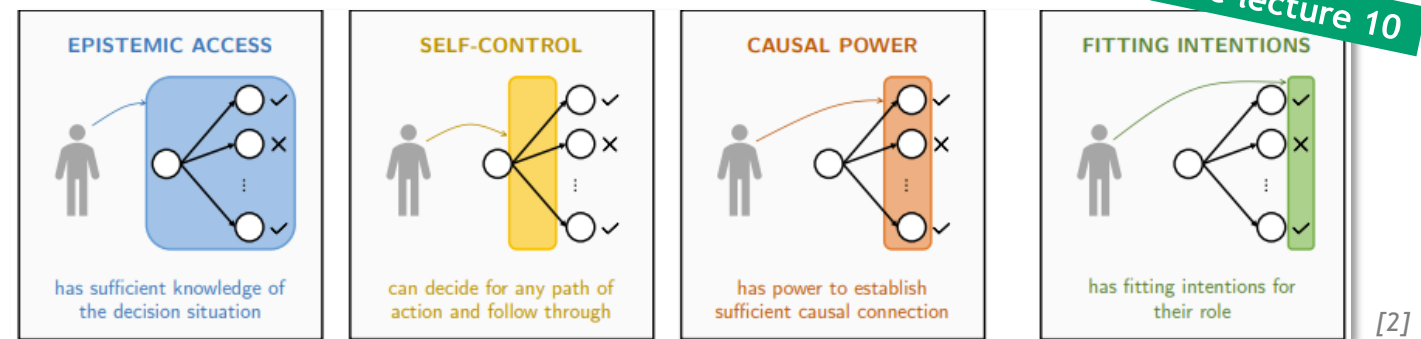 lecture 10
EPISTEMIC ACCESS
has sufficient knowledge of
the decision situation
SELF-CONTROL
can decide for any path of
action and follow through
CAUSAL POWER
has power to establish
sufficient causal connection
FITTING INTENTIONS
has fitting intentions for
their role
[2]